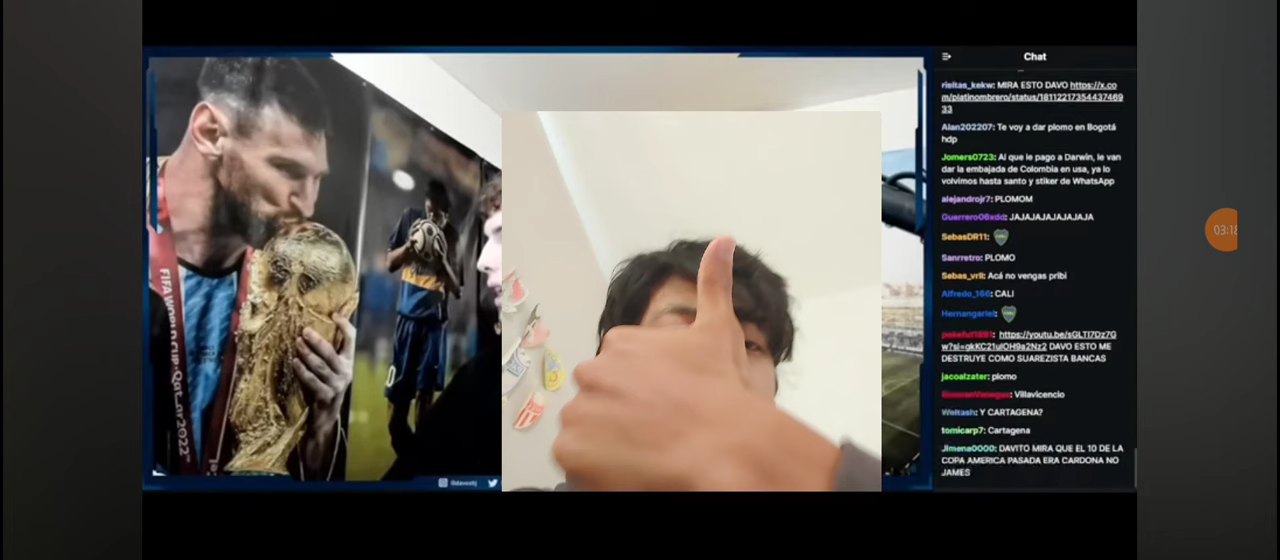 Chat
rieltas_kekw: MIRA ESTO DAVO https://x.co
m/platinombrero/status/18112217354437469
33
Alan202207: Te voy a dar plomo en Bogotá
hdp
Jomers0723: Al que le pago a Darwin, le van
dar la embajada de Colombia en usa, ya lo
volvimos hasta santo y stiker de WhatsApp
alejandrojr7: PLOMOM
Guerrero06xdd: JAJAJAJAJAJAJAJA
SebasDR11:
Sanrretro: PLOMO
Sebas_vrll: Acá no vengas pribi
03:18
Alfredo_166: CALI
Hernangariel:
https://youtu.be/sGLTI7Dz7G
w?si=gkKC21uIOH9a2Nz2 DAVO ESTO ME
DESTRUYE COMO SUAREZISTA BANCAS
jacoalzater: plomo
Villavicencio
Weltash: Y CARTAGENA?
tomicarp7: Cartagena
Jimena0000: DAVITO MIRA QUE EL 10 DE LA
COPA AMERICA PASADA ERA CARDONA NO
JAMES
FIFA WORLD CUP Qatar 2022